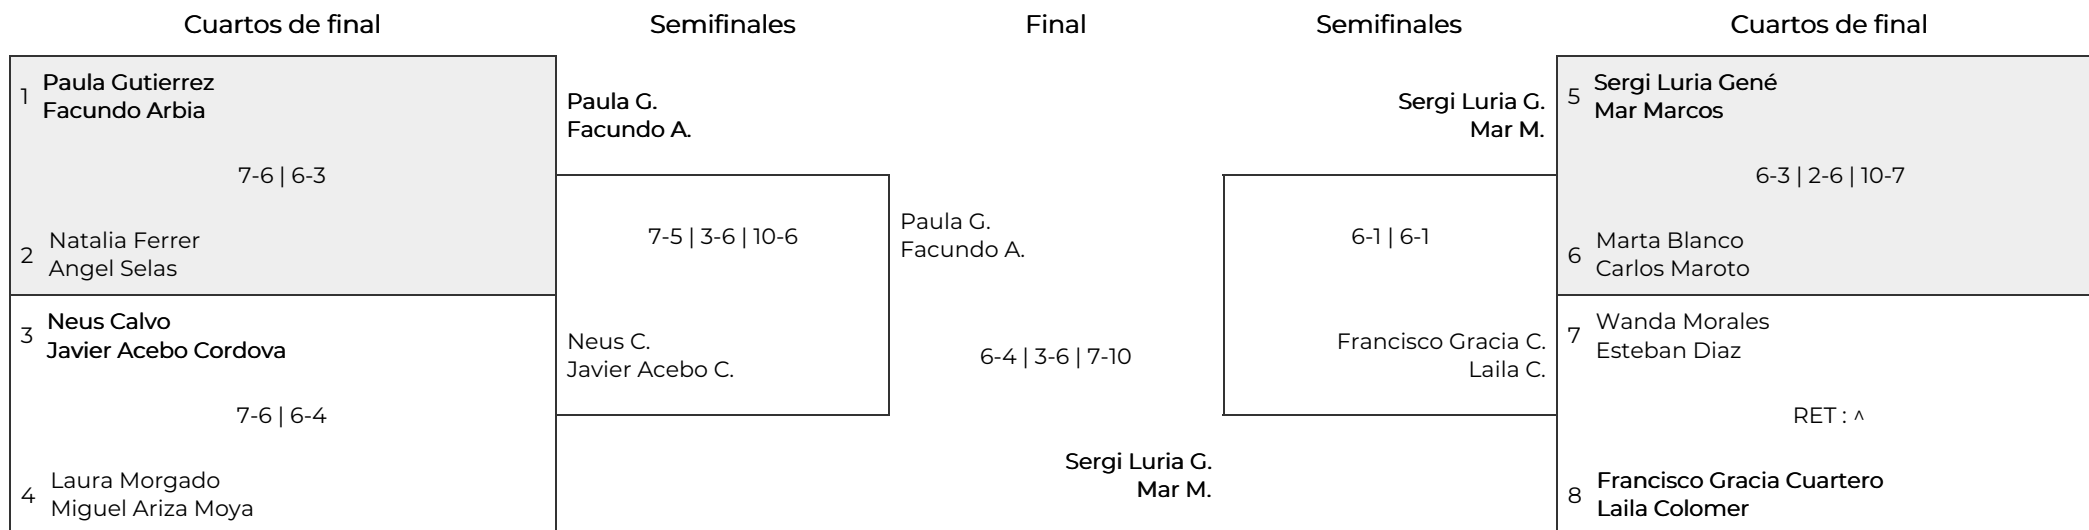 Cuartos de final
Semifinales
Final
Semifinales
Cuartos de final
1
Paula Gutierrez
Facundo Arbia
7-6 | 6-3
2
Natalia Ferrer
Angel Selas
3
Neus Calvo
Javier Acebo Cordova
7-6 | 6-4
4
Laura Morgado
Miguel Ariza Moya
Paula G.
Facundo A.
7-5 | 3-6 | 10-6
Neus C.
Javier Acebo C.
Paula G.
Facundo A.
6-4 | 3-6 | 7-10
Sergi Luria G.
Mar M.
Sergi Luria G.
Mar M.
6-1 | 6-1
Francisco Gracia C.
Laila C.
5
Sergi Luria Gené
Mar Marcos
6-3 | 2-6 | 10-7
6
Marta Blanco
Carlos Maroto
7
Wanda Morales
Esteban Diaz
RET : ^
8
Francisco Gracia Cuartero
Laila Colomer